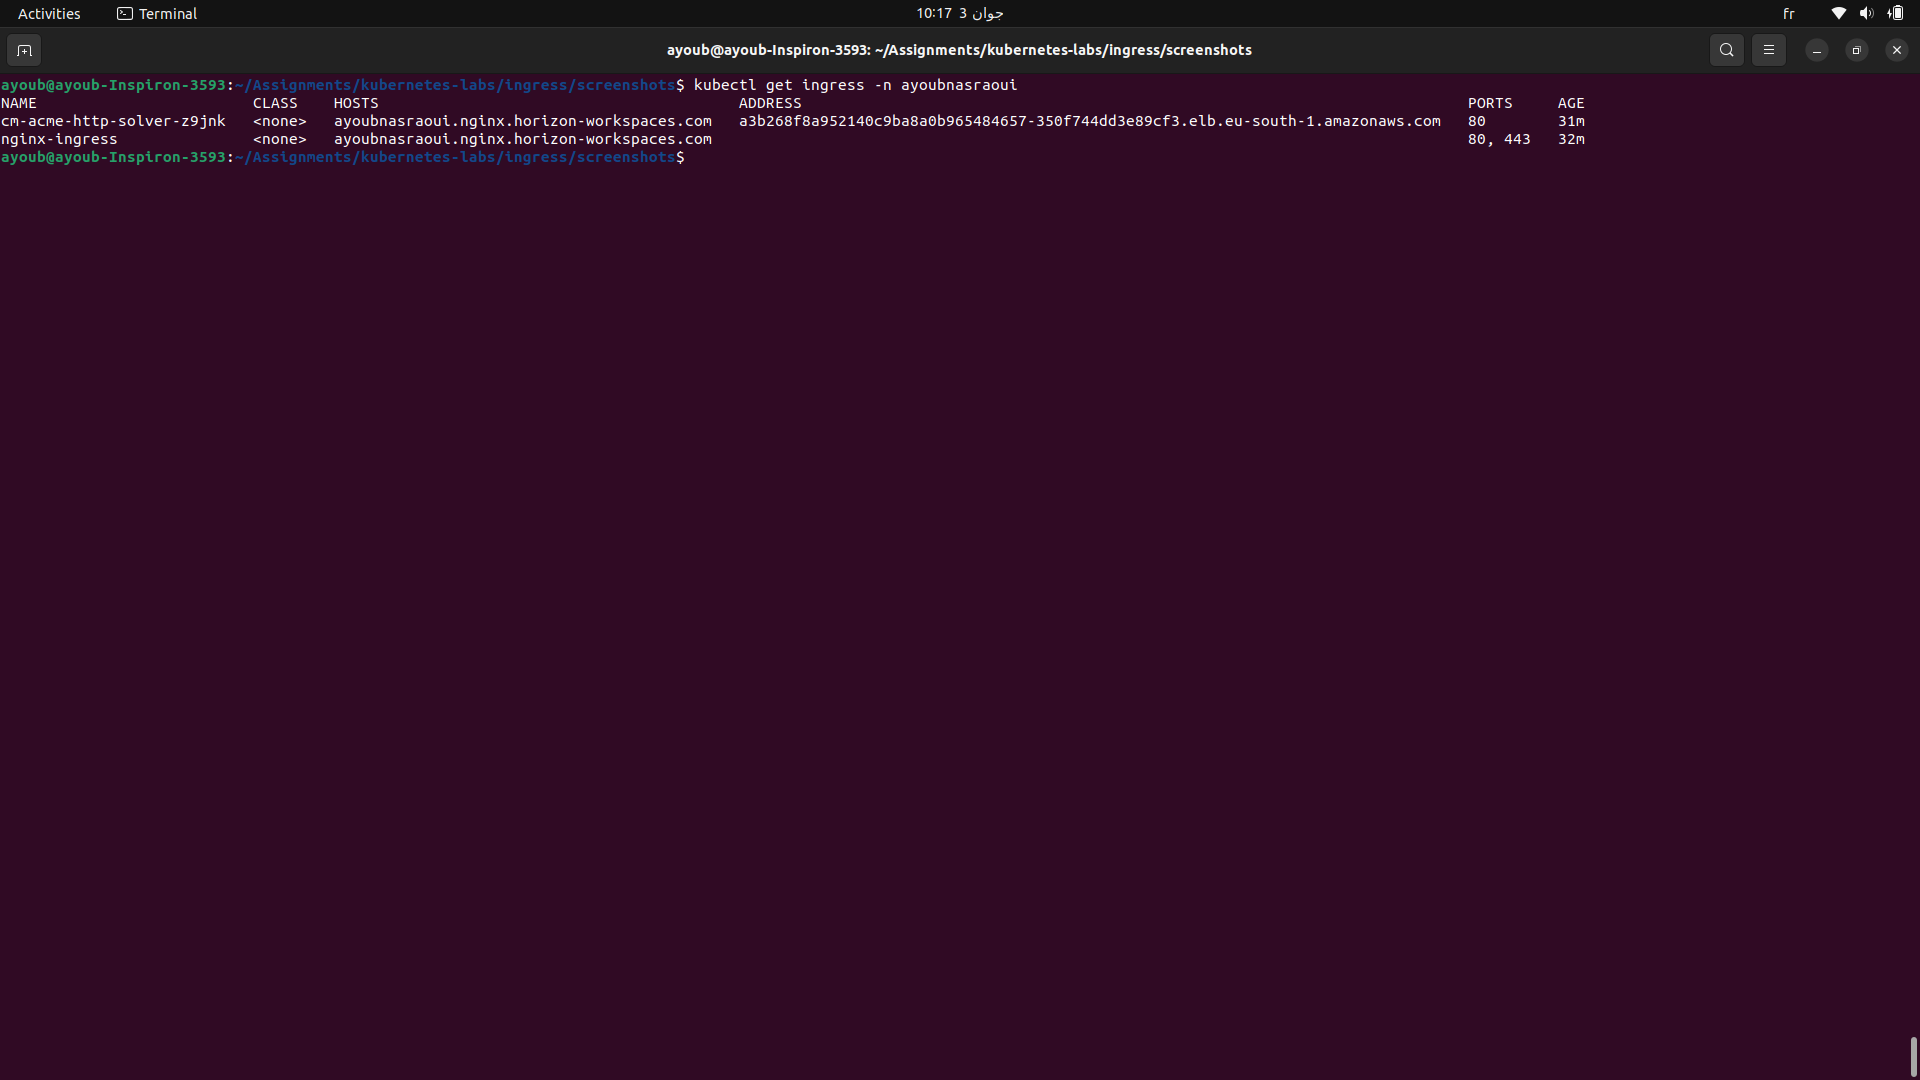 Activities
Terminal
10:17 3 جوان
fr
ayoub@ayoub-Inspiron-3593: ~/Assignments/kubernetes-labs/ingress/screenshots
ayoub@ayoub-Inspiron-3593:~/Assignments/kubernetes-labs/ingress/screenshots$ kubectl get ingress -n ayoubnasraoui
NAME CLASS HOSTS ADDRESS PORTS AGE
cm-acme-http-solver-z9jnk <none> ayoubnasraoui.nginx.horizon-workspaces.com a3b268f8a952140c9ba8a0b965484657-350f744dd3e89cf3.elb.eu-south-1.amazonaws.com 80 31m
nginx-ingress <none> ayoubnasraoui.nginx.horizon-workspaces.com 80, 443 32m
ayoub@ayoub-Inspiron-3593:~/Assignments/kubernetes-labs/ingress/screenshots$